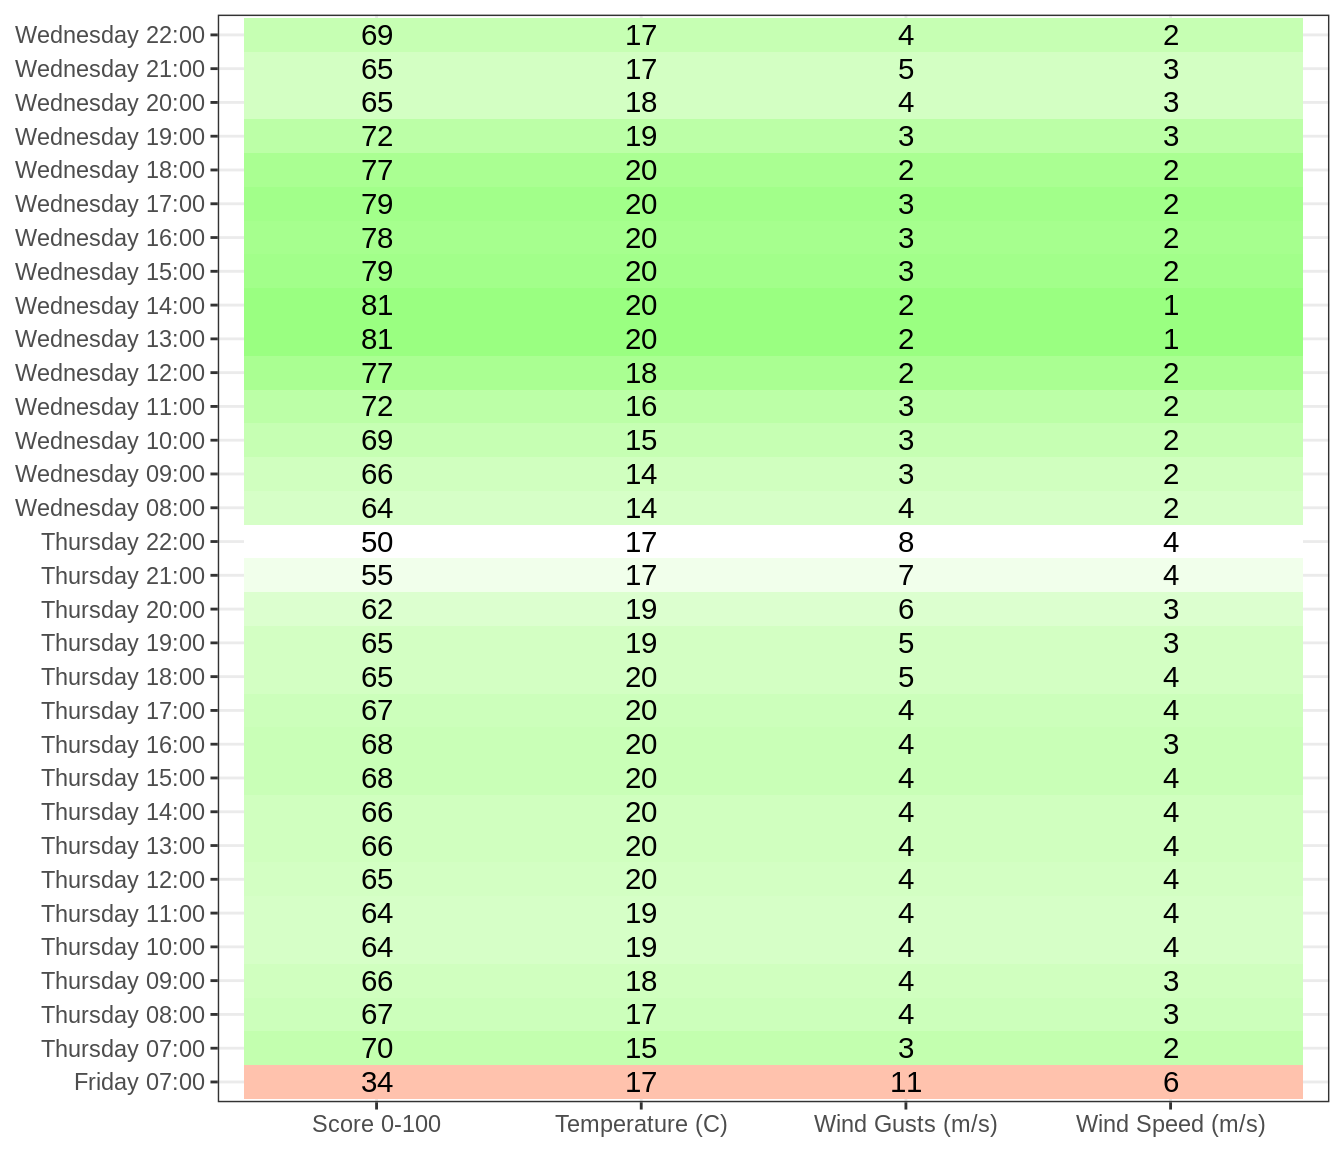 Wednesday 22:00 69 17 4 2
Wednesday 21:00 65 17 5 3
Wednesday 20:00 65 18 4 3
Wednesday 19:00 72 19 3 3
Wednesday 18:00 77 20 2 2
Wednesday 17:00 79 20 3 2
Wednesday 16:00 78 20 3 2
Wednesday 15:00 79 20 3 2
Wednesday 14:00 81 20 2 1
Wednesday 13:00 81 20 2 1
Wednesday 12:00 77 18 2 2
Wednesday 11:00 72 16 3 2
Wednesday 10:00 69 15 3 2
Wednesday 09:00 66 14 3 2
Wednesday 08:00 64 14 4 2
Thursday 22:00 50 17 8 4
Thursday 21:00 55 17 7 4
Thursday 20:00 62 19 6 3
Thursday 19:00 65 19 5 3
Thursday 18:00 65 20 5 4
Thursday 17:00 67 20 4 4
Thursday 16:00 68 20 4 3
Thursday 15:00 68 20 4 4
Thursday 14:00 66 20 4 4
Thursday 13:00 66 20 4 4
Thursday 12:00 65 20 4 4
Thursday 11:00 64 19 4 4
Thursday 10:00 64 19 4 4
Thursday 09:00 66 18 4 3
Thursday 08:00 67 17 4 3
Thursday 07:00 70 15 3 2
Friday 07:00 34 17 11 6
Score 0-100 Temperature (C) Wind Gusts (m/s) Wind Speed (m/s)